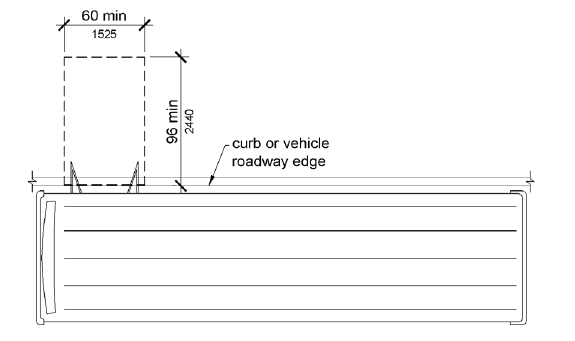 60 min
1525
96 min
2440
curb or vehicle
roadway edge